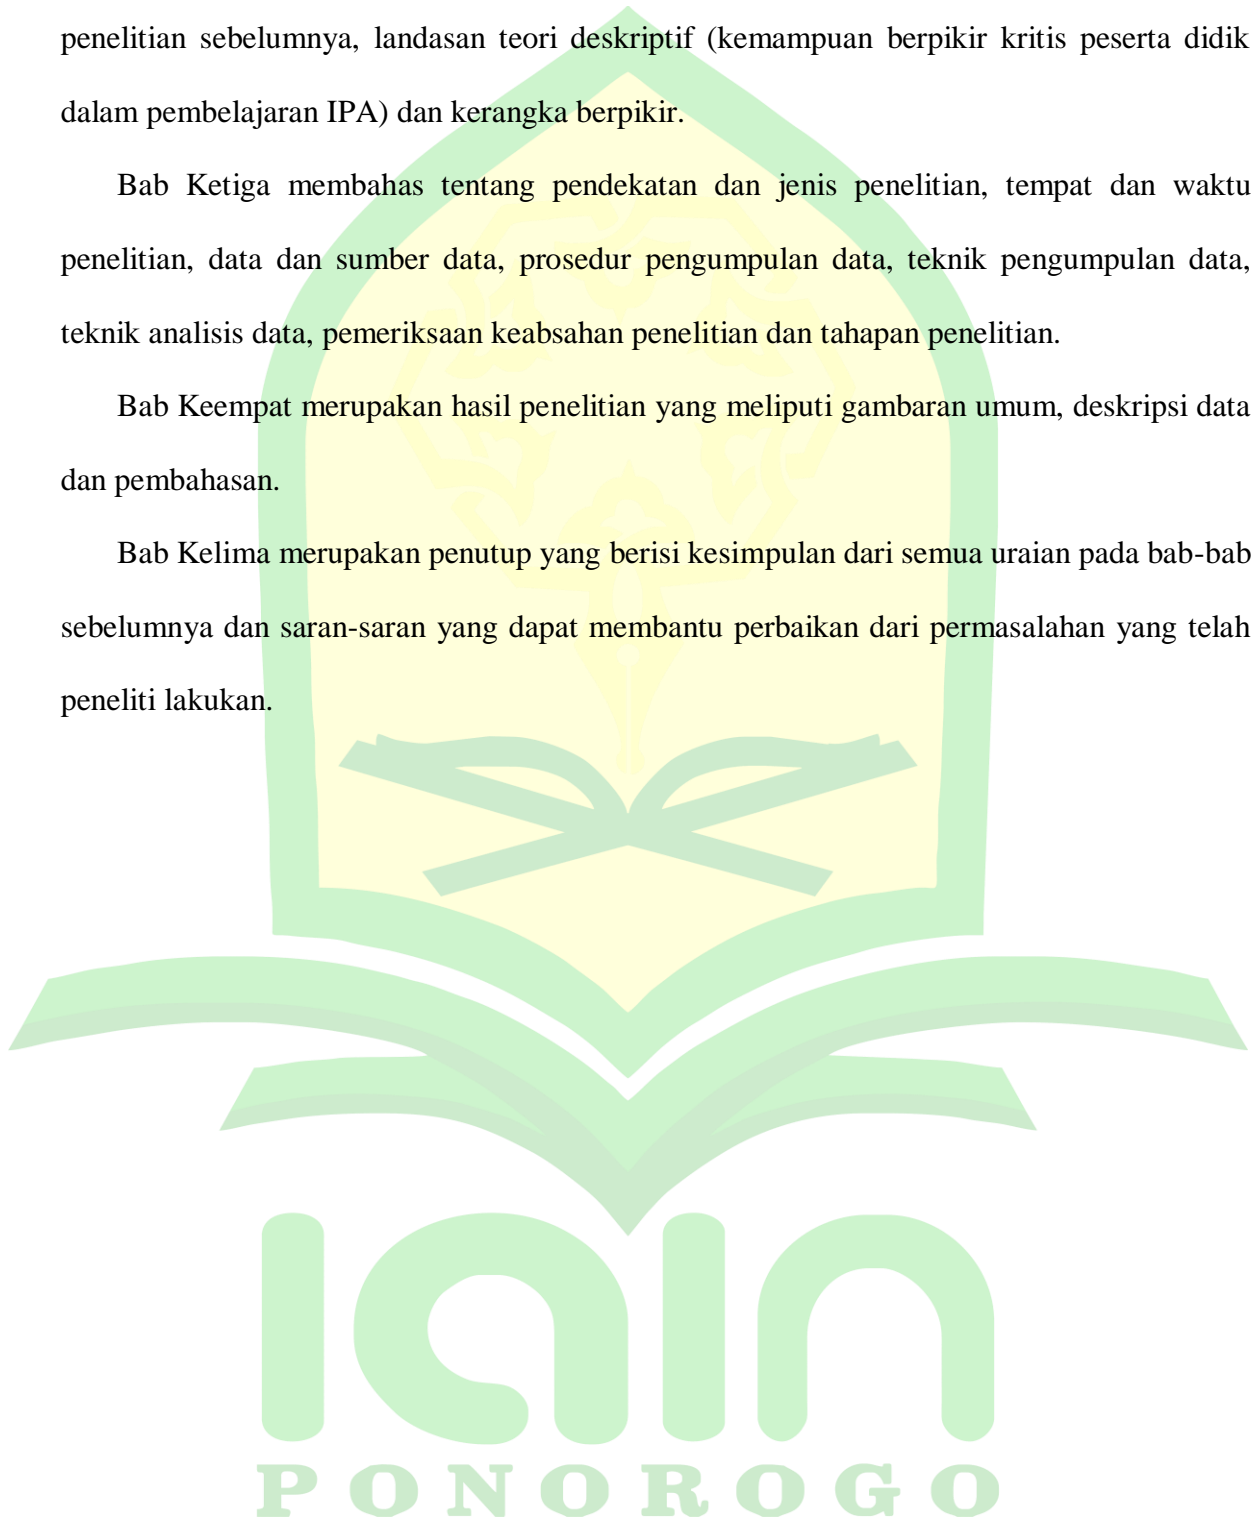 penelitian sebelumnya, landasan teori deskriptif (kemampuan berpikir kritis peserta didik
dalam pembelajaran IPA) dan kerangka berpikir.
Bab Ketiga membahas tentang pendekatan dan jenis penelitian, tempat dan waktu
penelitian, data dan sumber data, prosedur pengumpulan data, teknik pengumpulan data,
teknik analisis data, pemeriksaan keabsahan penelitian dan tahapan penelitian.
Bab Keempat merupakan hasil penelitian yang meliputi gambaran umum, deskripsi data
dan pembahasan.
Bab Kelima merupakan penutup yang berisi kesimpulan dari semua uraian pada bab-bab
sebelumnya dan saran-saran yang dapat membantu perbaikan dari permasalahan yang telah
peneliti lakukan.
IAIN
PONOROGO